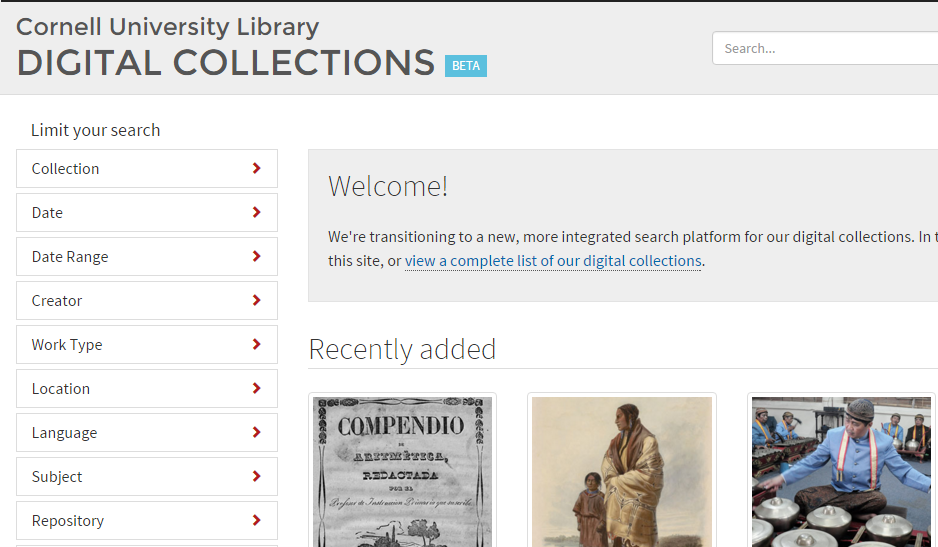 Cornell University Library
DIGITAL COLLECTIONS BETA
Search...
Limit your search
Collection
Date
Date Range
Creator
Work Type
Location
Language
Subject
Repository
Welcome!
We're transitioning to a new, more integrated search platform for our digital collections. In
this site, or view a complete list of our digital collections.
Recently added
COMPENDIO
DE
ARITMÉTICA,
REDACTADA
POR EL
Profesor de Instruccion Primaria que suscribe.